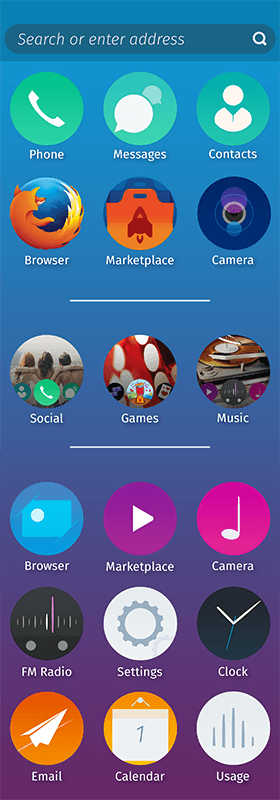 Search or enter address
Phone Messages Contacts
Browser Marketplace Camera
Social Games Music
Browser Marketplace Camera
FM Radio Settings Clock
1
Email Calendar Usage